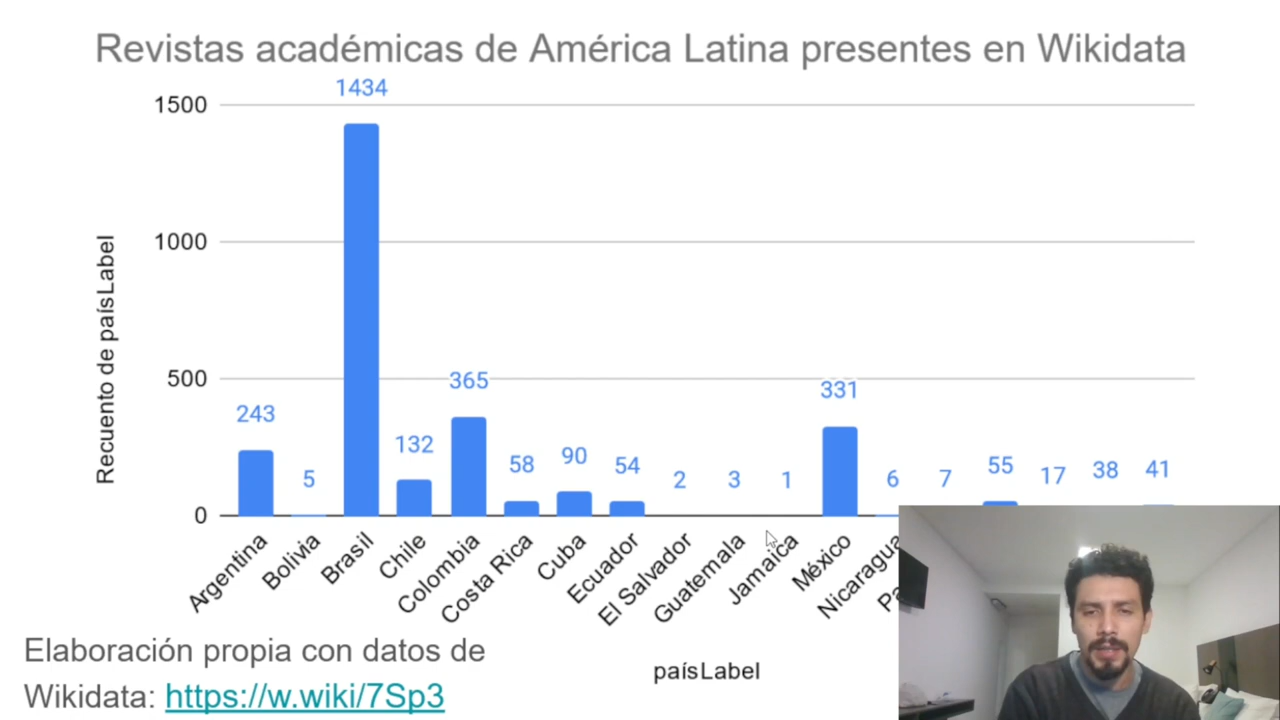 Revistas académicas de América Latina presentes en Wikidata
1434
1500
1000
500
0
Recuento de paísLabel
243
5
132
365
58
90
54
2
3
1
331
6
7
55
17
38
41
Argentina
Bolivia
Brasil
Chile
Colombia
Costa Rica
Cuba
Ecuador
El Salvador
Guatemala
Jamaica
México
Nicaragua
Pa
paísLabel
Elaboración propia con datos de
Wikidata: https://w.wiki/7Sp3